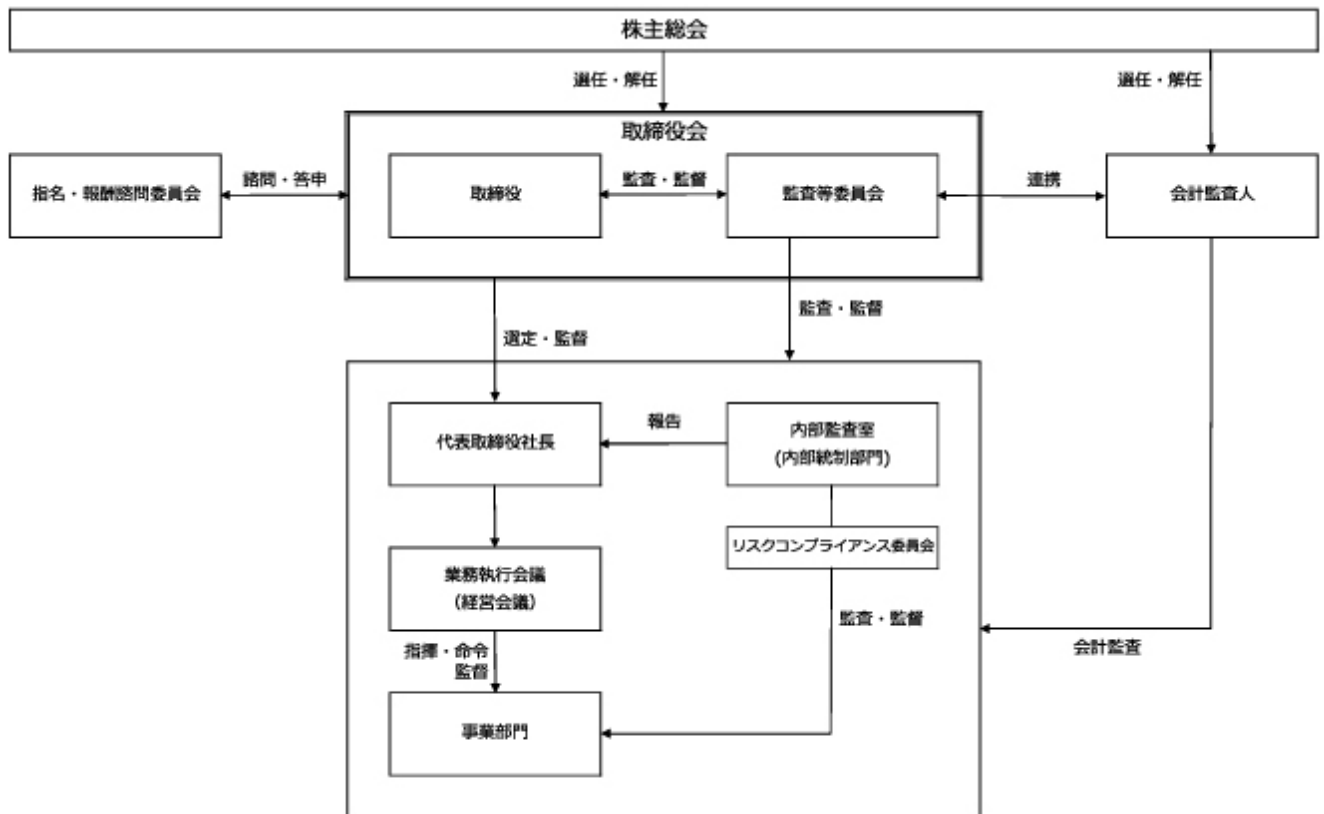 株主総会
選任・解任
選任・解任
取締役会
指名・報酬諮問委員会
諮問・答申
取締役
監査・監督
監査等委員会
連携
会計監査人
監査・監督
選定・監督
代表取締役社長
報告
内部監査室
(内部統制部門)
リスクコンプライアンス委員会
業務執行会議
(経営会議)
監査・監督
指揮・命令
監督
会計監査
事業部門